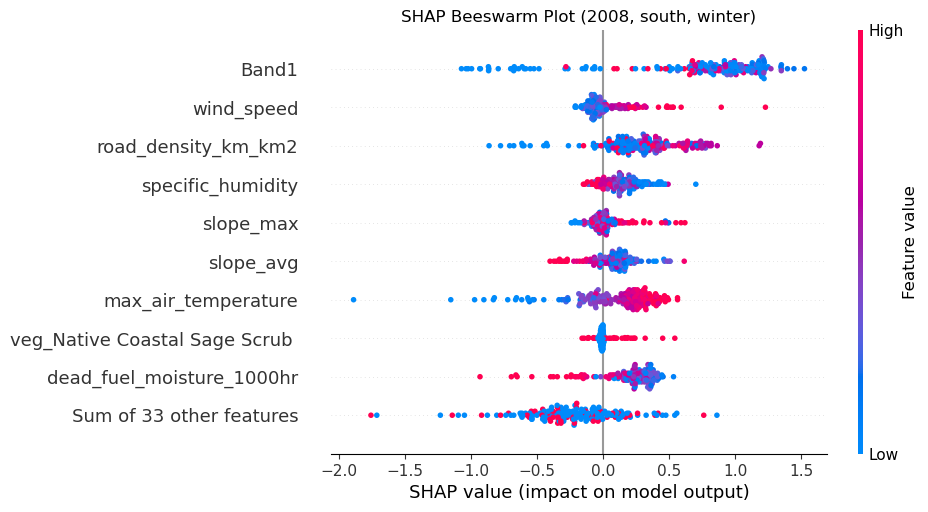 SHAP Beeswarm Plot (2008, south, winter)
High
Band1
wind_speed
road_density_km_km2
specific_humidity
slope_max
slope_avg
max_air_temperature
veg_Native Coastal Sage Scrub
dead_fuel_moisture_1000hr
Sum of 33 other features
Feature value
Low
−2.0 −1.5 −1.0 −0.5 0.0 0.5 1.0 1.5
SHAP value (impact on model output)